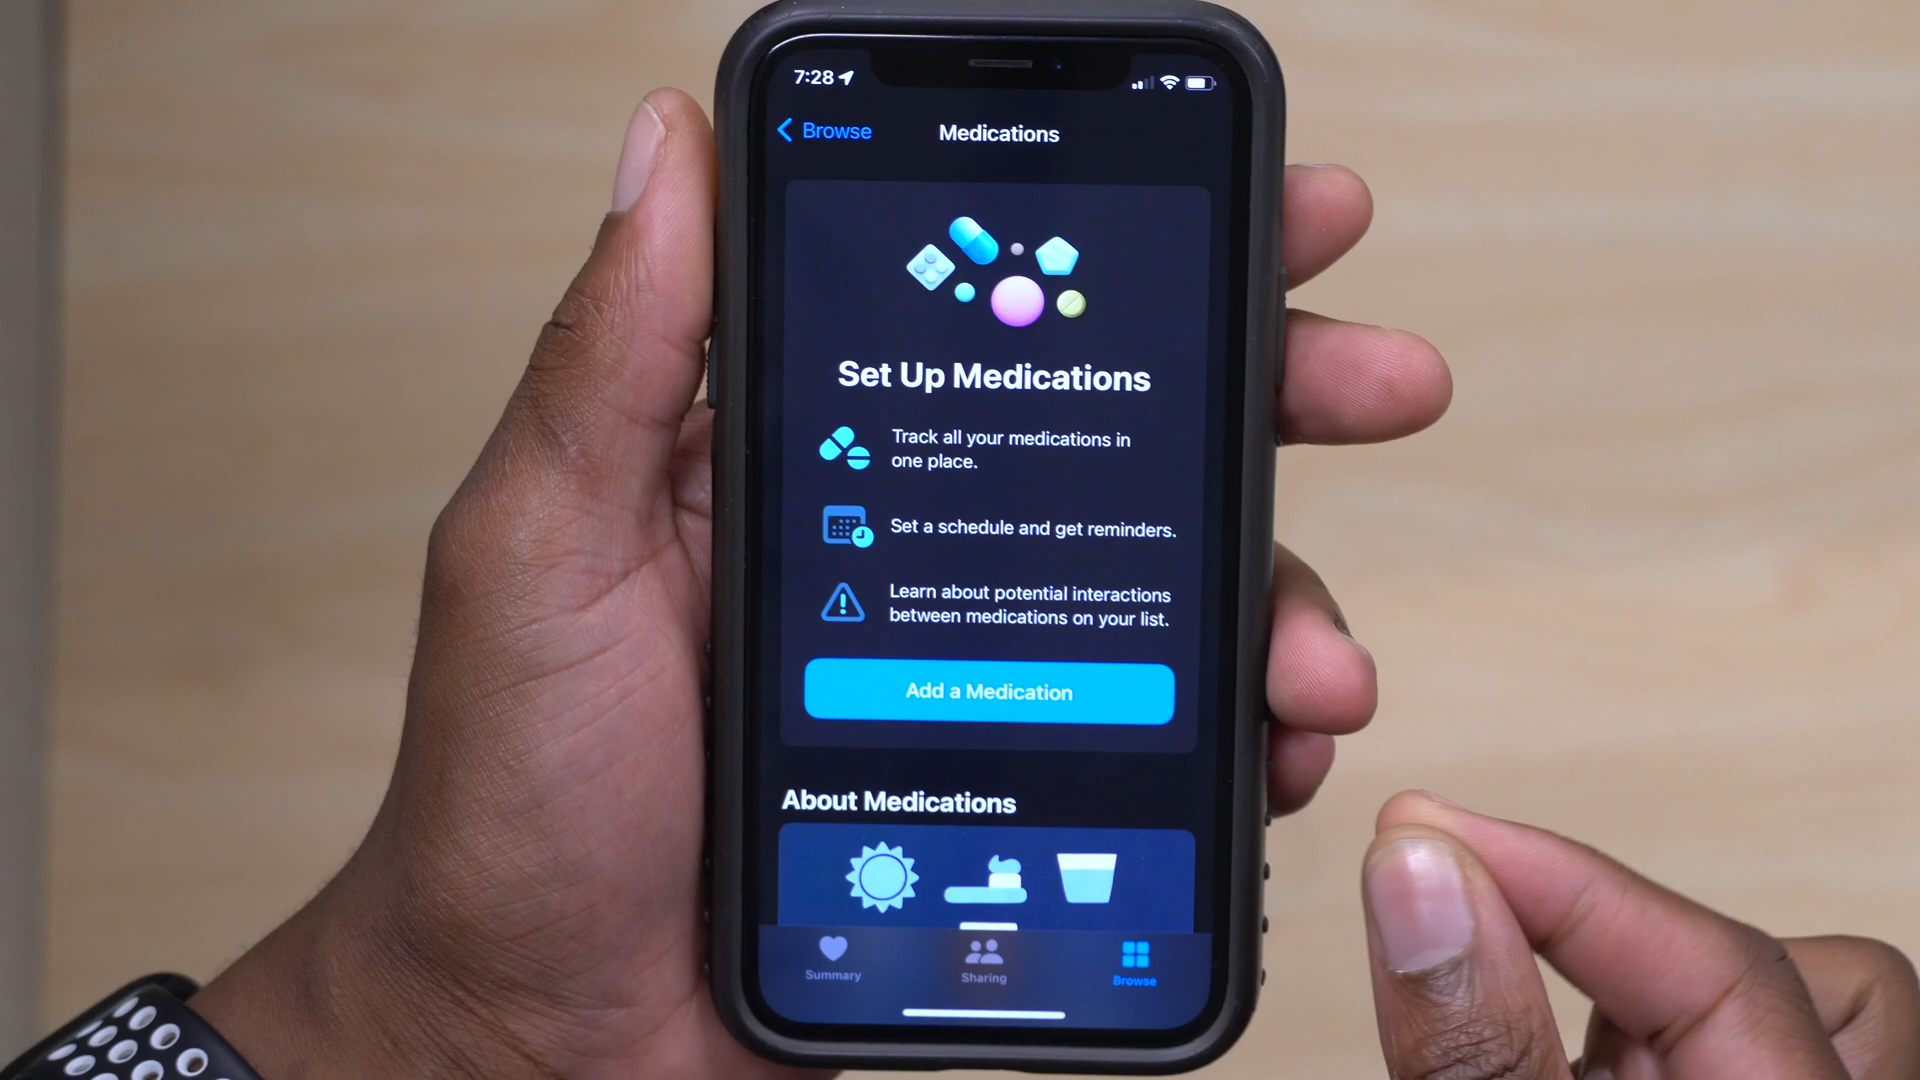 7:28
Browse
Medications
Set Up Medications
Track all your medications in
one place.
Set a schedule and get reminders.
Learn about potential interactions
between medications on your list.
Add a Medication
About Medications
Summary
Sharing
Browse